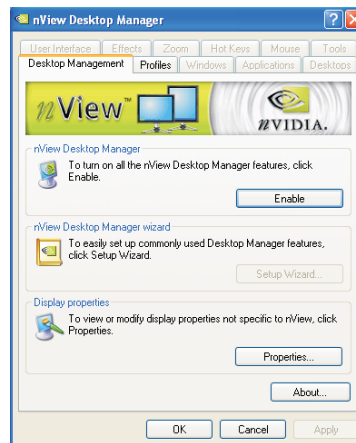 nView Desktop Manager
User Interface Effects Zoom Hot Keys Mouse Tools
Desktop Management Profiles Windows Applications Desktops
nView™ nVIDIA.
nView Desktop Manager
To turn on all the nView Desktop Manager features, click
Enable.
Enable
nView Desktop Manager wizard
To easily set up commonly used Desktop Manager features,
click Setup Wizard.
Setup Wizard...
Display properties
To view or modify display properties not specific to nView, click
Properties.
Properties...
About...
OK Cancel Apply